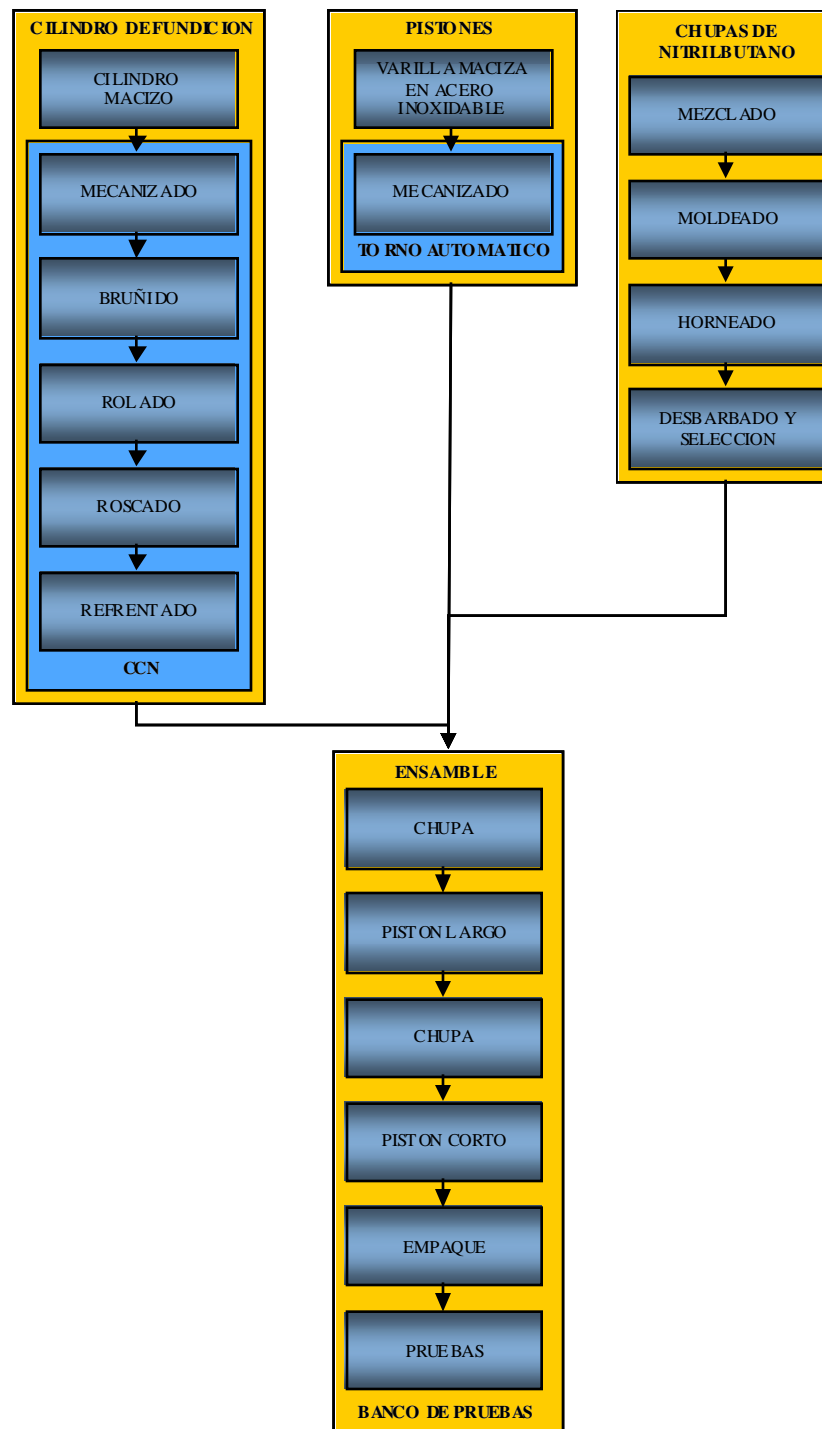 CILINDRO DE FUNDICION
CILINDRO
MACIZO
MECANIZADO
BRUÑIDO
ROLADO
ROSCADO
REFRENTADO
CCN
PISTONES
VARILLA MACIZA
EN ACERO
INOXIDABLE
MECANIZADO
TORNO AUTOMATICO
CHUPAS DE
NITRILBUTANO
MEZCLADO
MOLDEADO
HORNEADO
DESBARBADO Y
SELECCION
ENSAMBLE
CHUPA
PISTON LARGO
CHUPA
PISTON CORTO
EMPAQUE
PRUEBAS
BANCO DE PRUEBAS